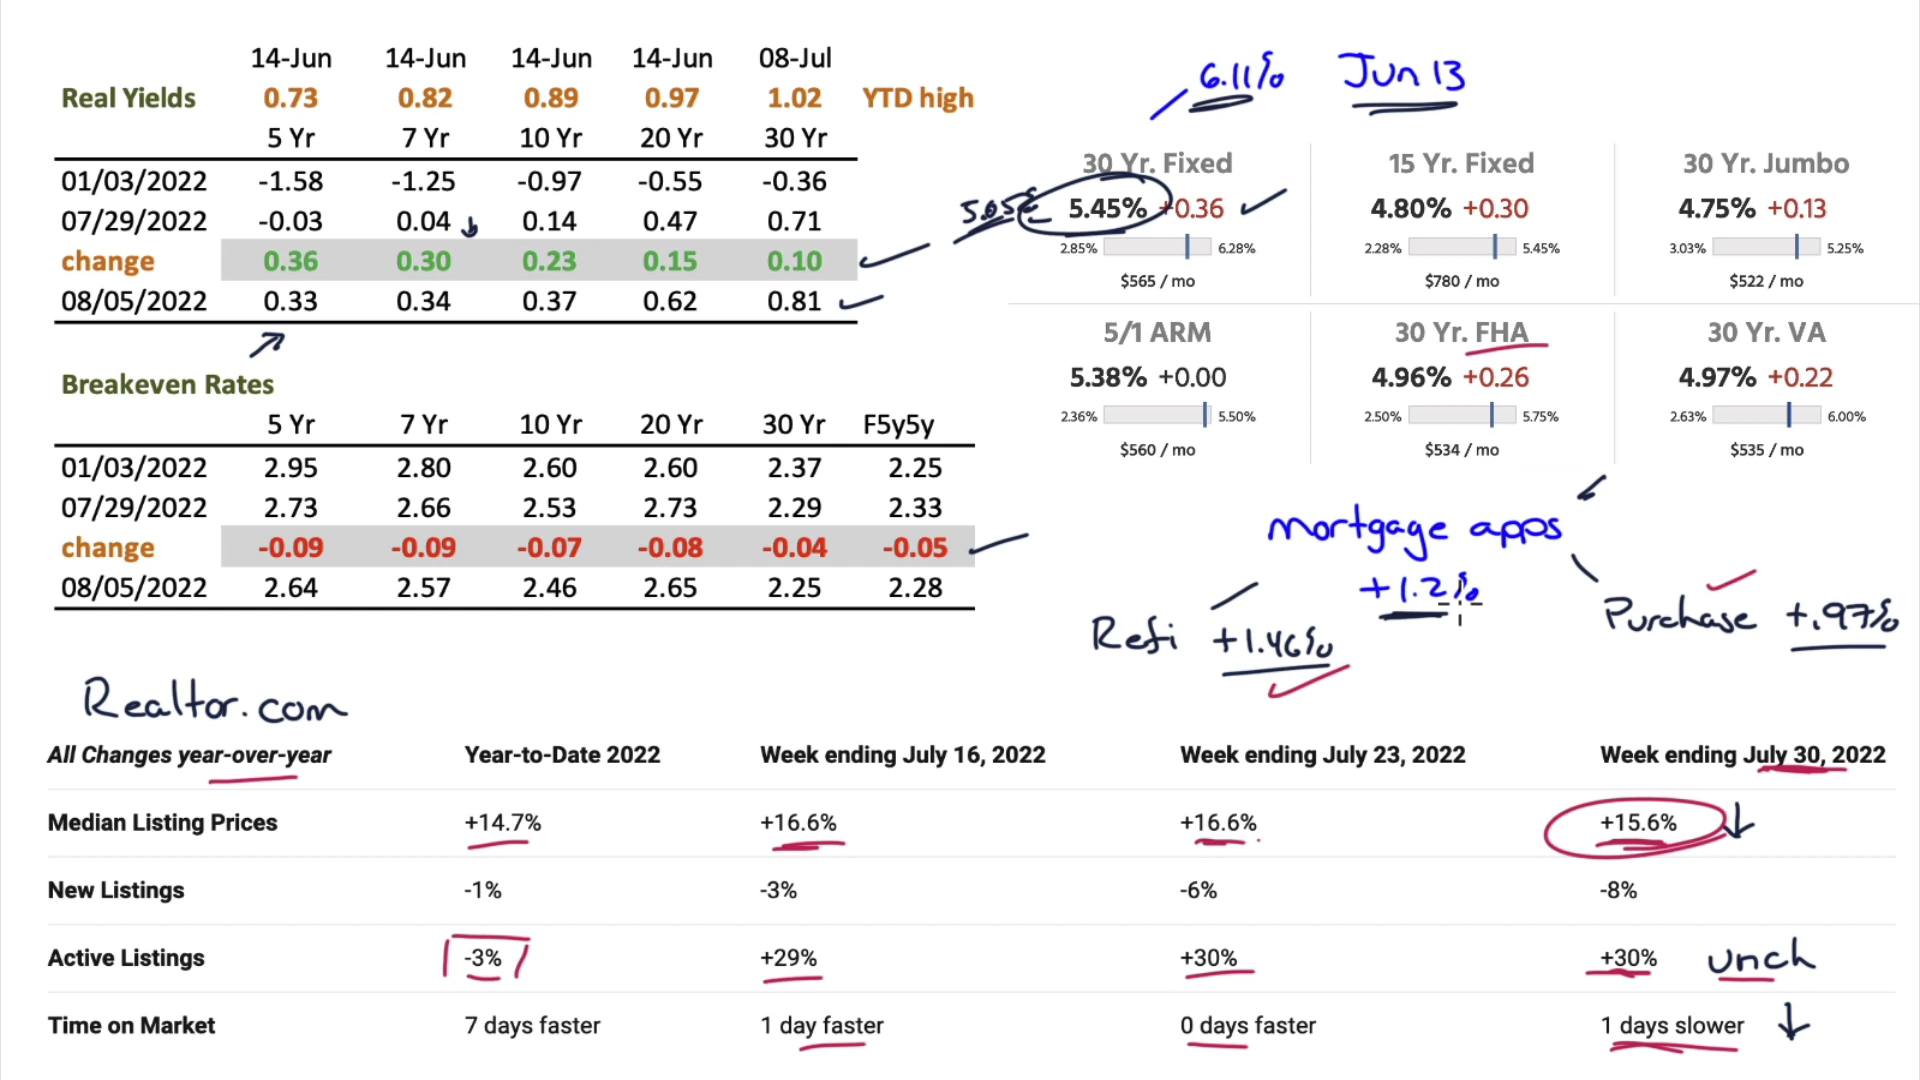 14-Jun 14-Jun 14-Jun 14-Jun 08-Jul
Real Yields 0.73 0.82 0.89 0.97 1.02 YTD high
5 Yr 7 Yr 10 Yr 20 Yr 30 Yr
01/03/2022 -1.58 -1.25 -0.97 -0.55 -0.36
07/29/2022 -0.03 0.04 0.14 0.47 0.71
change 0.36 0.30 0.23 0.15 0.10
08/05/2022 0.33 0.34 0.37 0.62 0.81
Breakeven Rates
5 Yr 7 Yr 10 Yr 20 Yr 30 Yr F5y5y
01/03/2022 2.95 2.80 2.60 2.60 2.37 2.25
07/29/2022 2.73 2.66 2.53 2.73 2.29 2.33
change -0.09 -0.09 -0.07 -0.08 -0.04 -0.05
08/05/2022 2.64 2.57 2.46 2.65 2.25 2.28
6.11% Jun 13
30 Yr. Fixed 15 Yr. Fixed 30 Yr. Jumbo
5.45% +0.36 4.80% +0.30 4.75% +0.13
2.85% 6.28% 2.28% 5.45% 3.03% 5.25%
$565 / mo $780 / mo $522 / mo
5/1 ARM 30 Yr. FHA 30 Yr. VA
5.38% +0.00 4.96% +0.26 4.97% +0.22
2.36% 5.50% 2.50% 5.75% 2.63% 6.00%
$560 / mo $534 / mo $535 / mo
mortgage apps
+1.2%
Refi +1.46% Purchase +.97%
Realtor.com
All Changes year-over-year Year-to-Date 2022 Week ending July 16, 2022 Week ending July 23, 2022 Week ending July 30, 2022
Median Listing Prices +14.7% +16.6% +16.6% +15.6%
New Listings -1% -3% -6% -8%
Active Listings -3% +29% +30% +30% unch
Time on Market 7 days faster 1 day faster 0 days faster 1 days slower